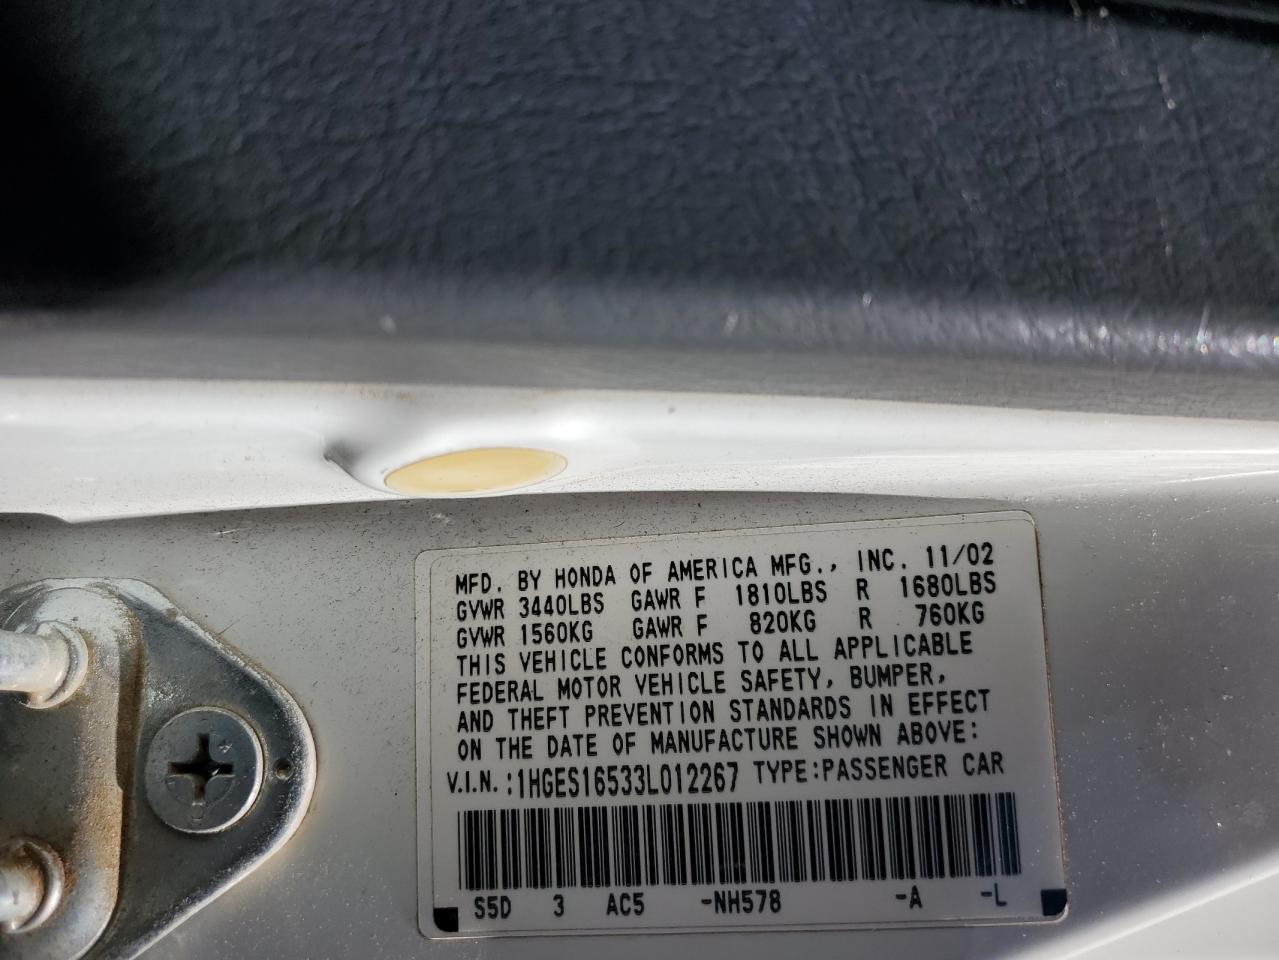 MFD. BY HONDA OF AMERICA MFG., INC. 11/02
GVWR 3440LBS GAWR F 1810LBS R 1680LBS
GVWR 1560KG GAWR F 820KG R 760KG
THIS VEHICLE CONFORMS TO ALL APPLICABLE
FEDERAL MOTOR VEHICLE SAFETY, BUMPER,
AND THEFT PREVENTION STANDARDS IN EFFECT
ON THE DATE OF MANUFACTURE SHOWN ABOVE:
V.I.N.:1HGES16533L012267 TYPE:PASSENGER CAR
S5D 3 AC5 -NH578 -A -L